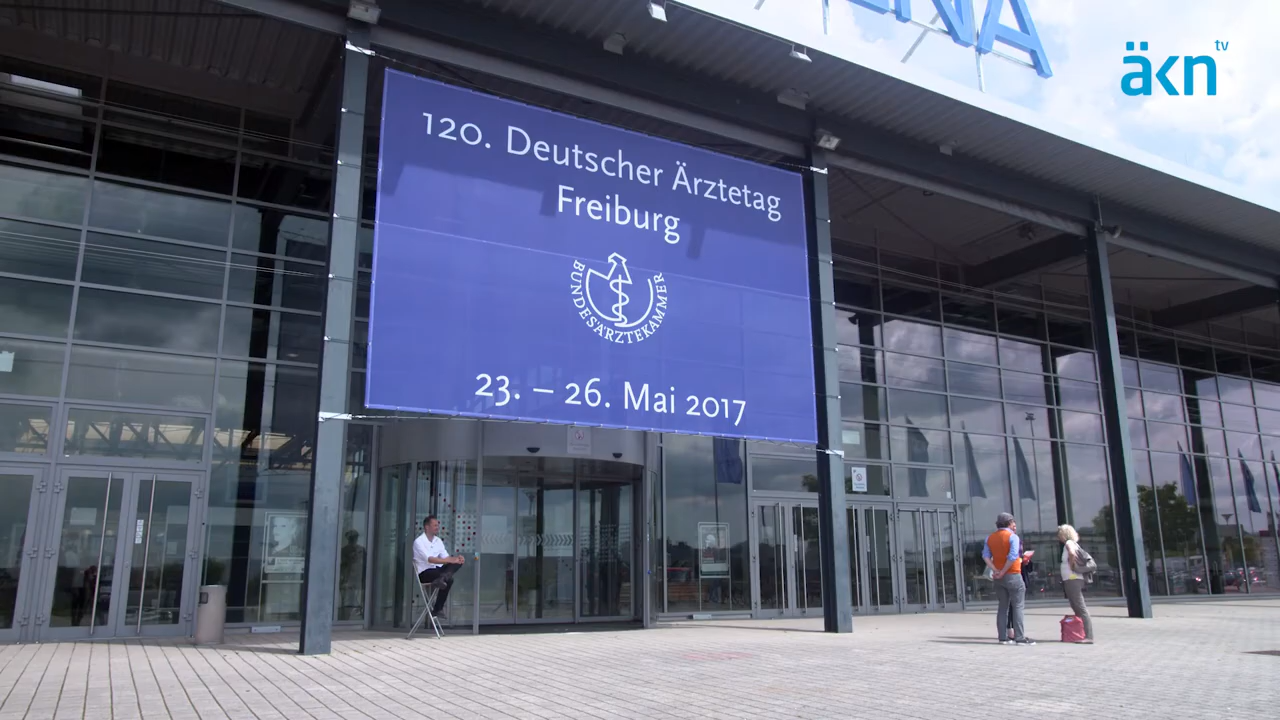 äkn tv
120. Deutscher Ärztetag
Freiburg
BUNDESÄRZTEKAMMER
23. – 26. Mai 2017